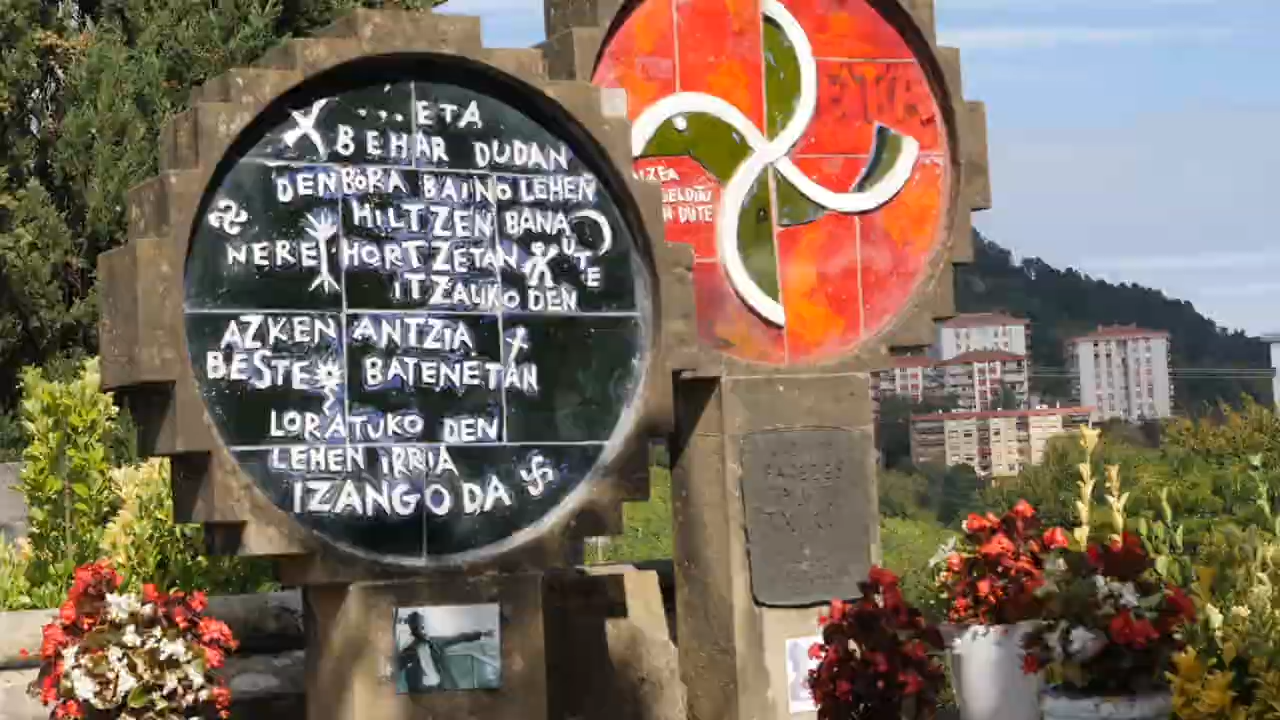 ... ETA
BEHAR DUDAN
DENBORA BAINO LEHEN
HILTZEN BANAUTE
NERE HORTZETAN
ITZALIKO DEN
AZKEN ANTZIA
BESTE BATENETAN
LORATUKO DEN
LEHEN IRRIA
IZANGO DA
ETA